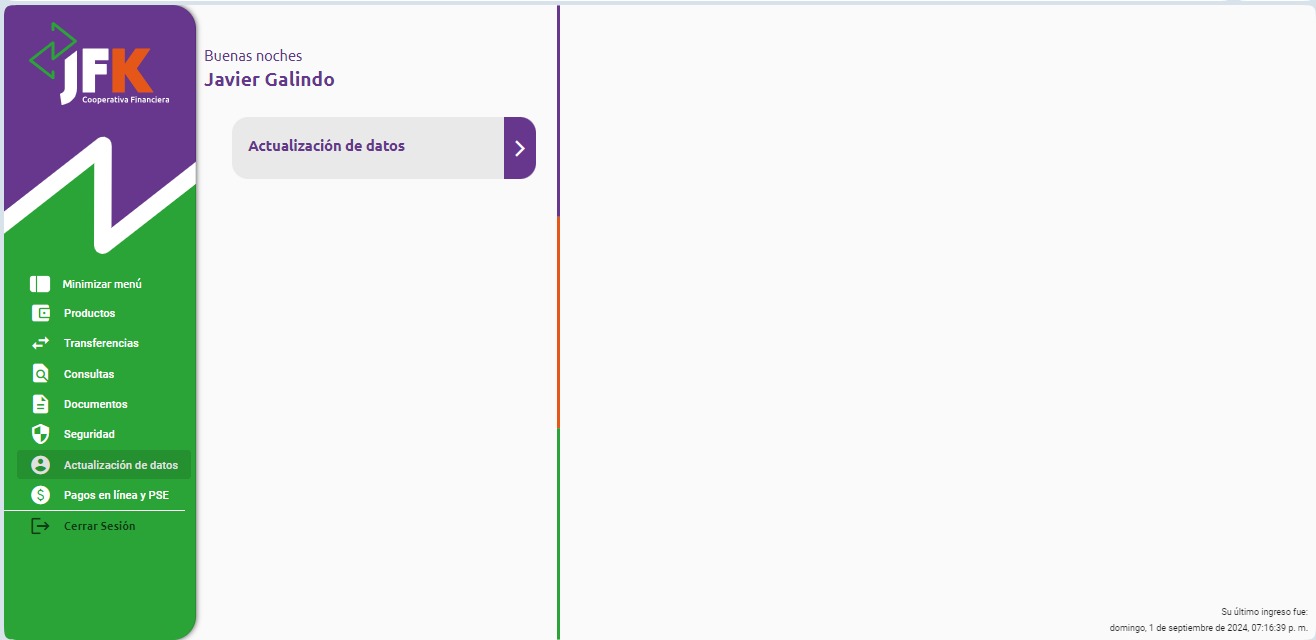 JFK
Cooperativa Financiera
Minimizar menú
Productos
Transferencias
Consultas
Documentos
Seguridad
Actualización de datos
Pagos en línea y PSE
Cerrar Sesión
Buenas noches
Javier Galindo
Actualización de datos
Su último ingreso fue:
domingo, 1 de septiembre de 2024, 07:16:39 p. m.